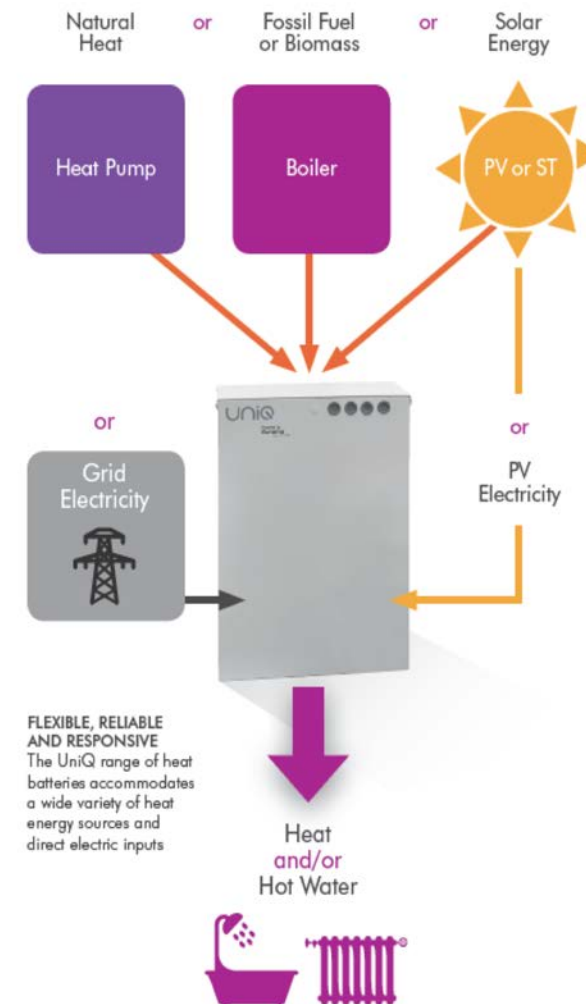 Natural
Heat
or
Fossil Fuel
or Biomass
or
Solar
Energy
Heat Pump
Boiler
PV or ST
UniQ
or
Grid
Electricity
or
PV
Electricity
FLEXIBLE, RELIABLE
AND RESPONSIVE
The UniQ range of heat
batteries accommodates
a wide variety of heat
energy sources and
direct electric inputs
Heat
and/or
Hot Water